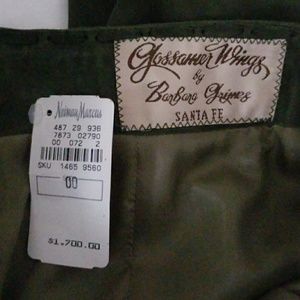 Neiman Marcus
487 29 936
7873 02790
00 072 2
SKU 1465 9560
00
$1,700.00
Glossamer Wings
by
Barbara Grimes
SANTA FE